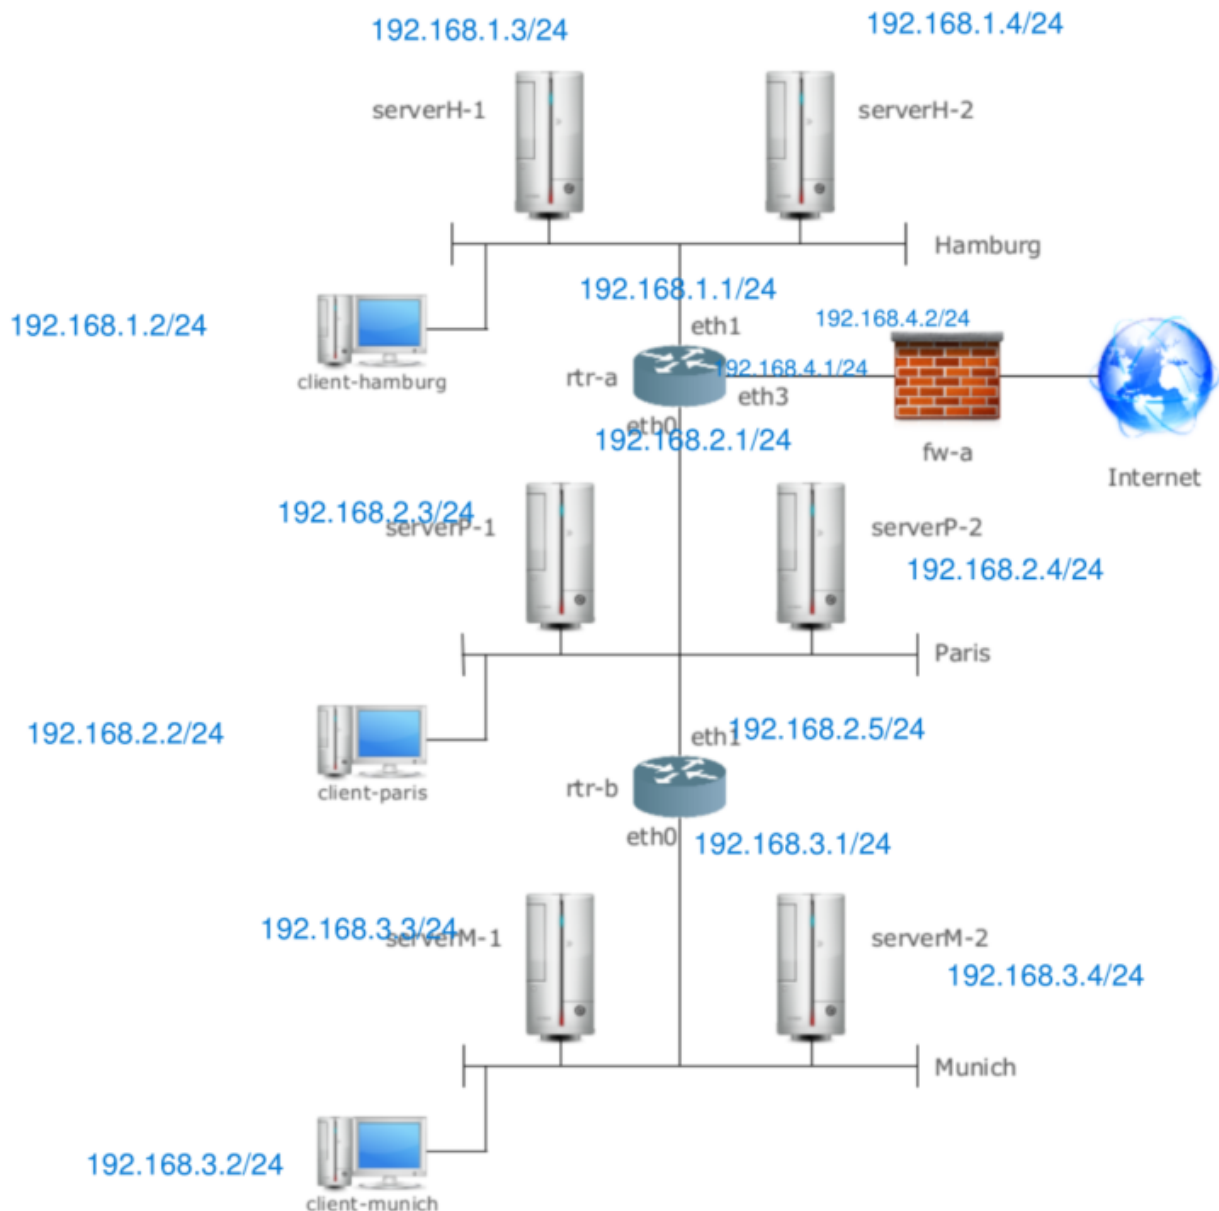 192.168.1.3/24
192.168.1.4/24
serverH-1
serverH-2
Hamburg
192.168.1.1/24
192.168.1.2/24
192.168.4.2/24
eth1
client-hamburg
rtr-a
192.168.4.1/24
eth3
eth0
192.168.2.1/24
fw-a
Internet
192.168.2.3/24
serverP-1
serverP-2
192.168.2.4/24
Paris
192.168.2.2/24
eth1
192.168.2.5/24
client-paris
rtr-b
eth0
192.168.3.1/24
192.168.3.3/24
serverM-1
serverM-2
192.168.3.4/24
Munich
192.168.3.2/24
client-munich